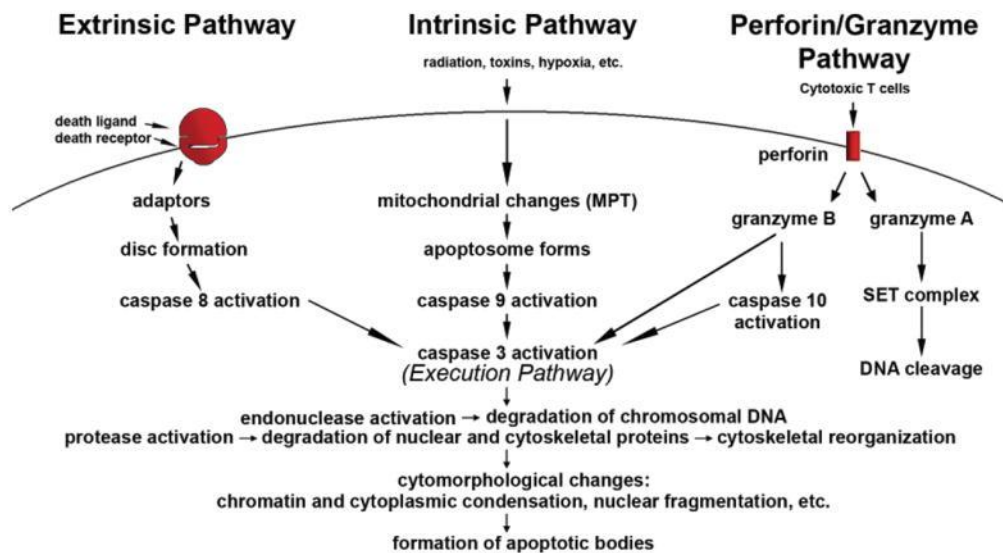 Extrinsic Pathway
Intrinsic Pathway
Perforin/Granzyme
Pathway
radiation, toxins, hypoxia, etc.
Cytotoxic T cells
death ligand
death receptor
perforin
adaptors
mitochondrial changes (MPT)
granzyme B
granzyme A
disc formation
apoptosome forms
caspase 8 activation
caspase 9 activation
caspase 10
activation
SET complex
caspase 3 activation
(Execution Pathway)
DNA cleavage
endonuclease activation → degradation of chromosomal DNA
protease activation → degradation of nuclear and cytoskeletal proteins → cytoskeletal reorganization
cytomorphological changes:
chromatin and cytoplasmic condensation, nuclear fragmentation, etc.
formation of apoptotic bodies